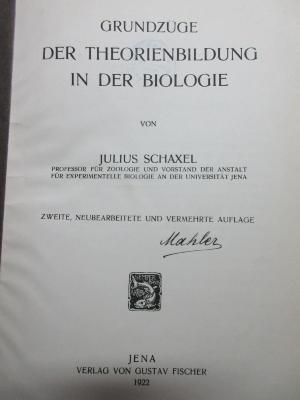 GRUNDZÜGE
DER THEORIENBILDUNG
IN DER BIOLOGIE
VON
JULIUS SCHAXEL
PROFESSOR FÜR ZOOLOGIE UND VORSTAND DER ANSTALT
FÜR EXPERIMENTELLE BIOLOGIE AN DER UNIVERSITÄT JENA
ZWEITE, NEUBEARBEITETE UND VERMEHRTE AUFLAGE
Mahler
JENA
VERLAG VON GUSTAV FISCHER
1922